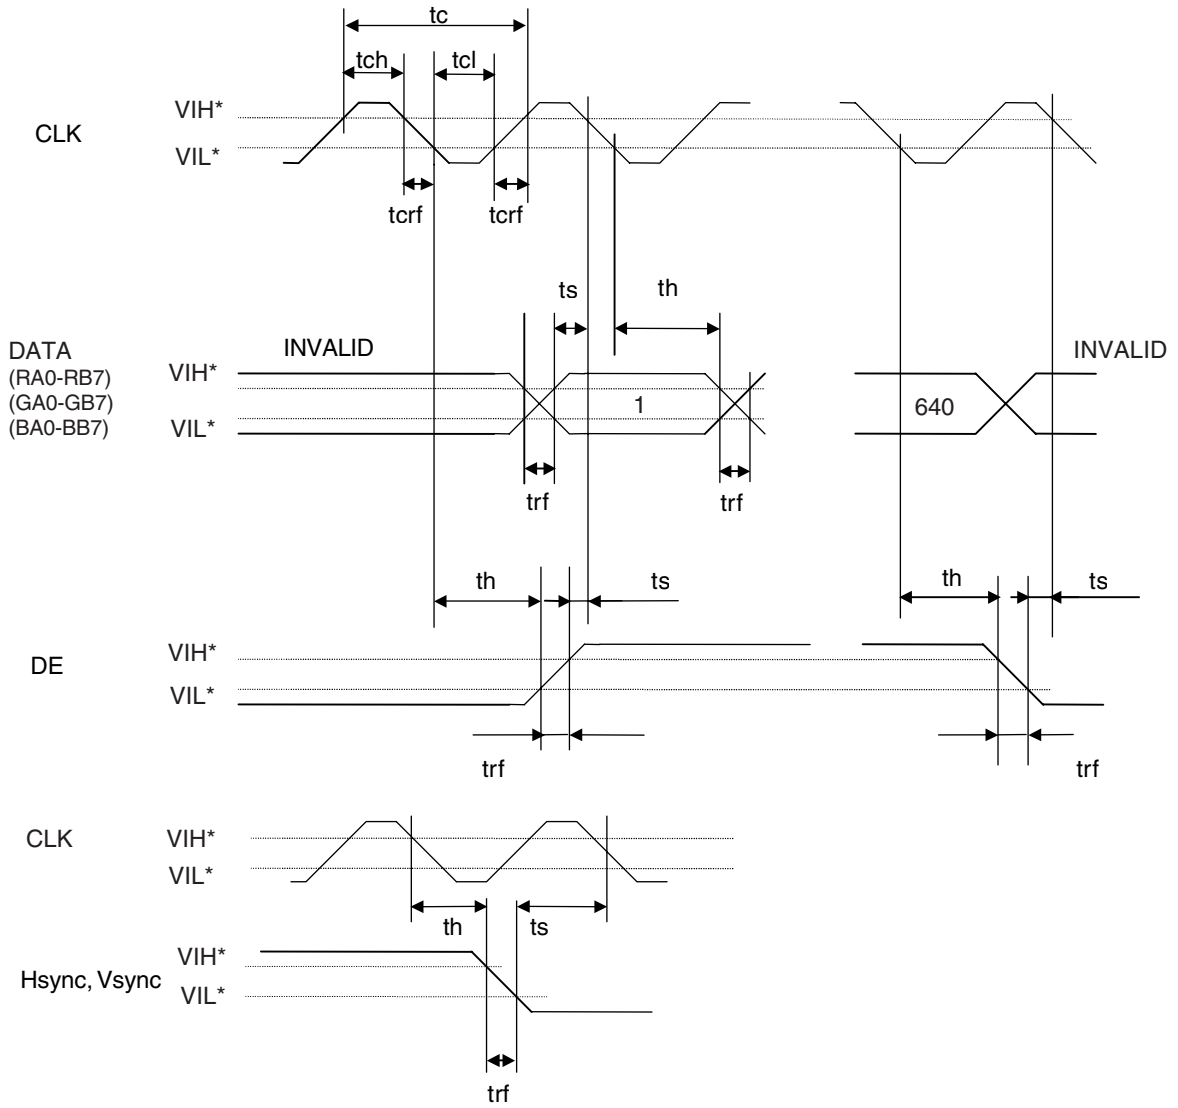 tc
tch
tcl
VIH*
CLK
VIL*
tcrf
tcrf
ts
th
DATA
INVALID
INVALID
(RA0-RB7)
VIH*
(GA0-GB7)
1
640
(BA0-BB7)
VIL*
trf
trf
th
ts
th
ts
VIH*
DE
VIL*
trf
trf
CLK
VIH*
VIL*
th
ts
VIH*
Hsync, Vsync
VIL*
trf